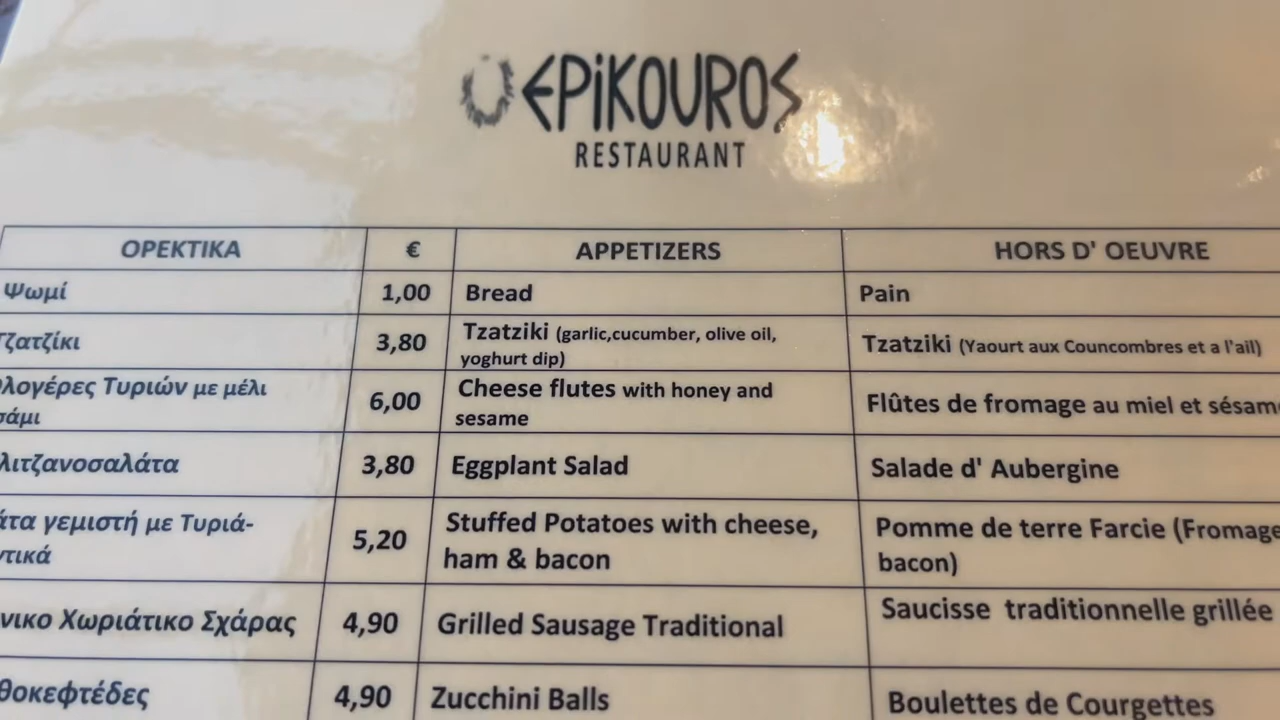 EPIKOUROS
RESTAURANT
ΟΡΕΚΤΙΚΑ € APPETIZERS HORS D' OEUVRE
Ψωμί 1,00 Bread Pain
3,80 Tzatziki (garlic,cucumber, olive oil,
yoghurt dip) Tzatziki (Yaourt aux Councombres et a l'ail)
Τυριών με μέλι 6,00 Cheese flutes with honey and
sesame Flûtes de fromage au miel et
3,80 Eggplant Salad Salade d' Aubergine
γεμιστή με Τυριά- 5,20 Stuffed Potatoes with cheese,
ham & bacon Pomme de terre Farcie (Fromage
bacon)
Χωριάτικο Σχάρας 4,90 Grilled Sausage Traditional Saucisse traditionnelle grillée
4,90 Zucchini Balls Boulettes de Courgettes